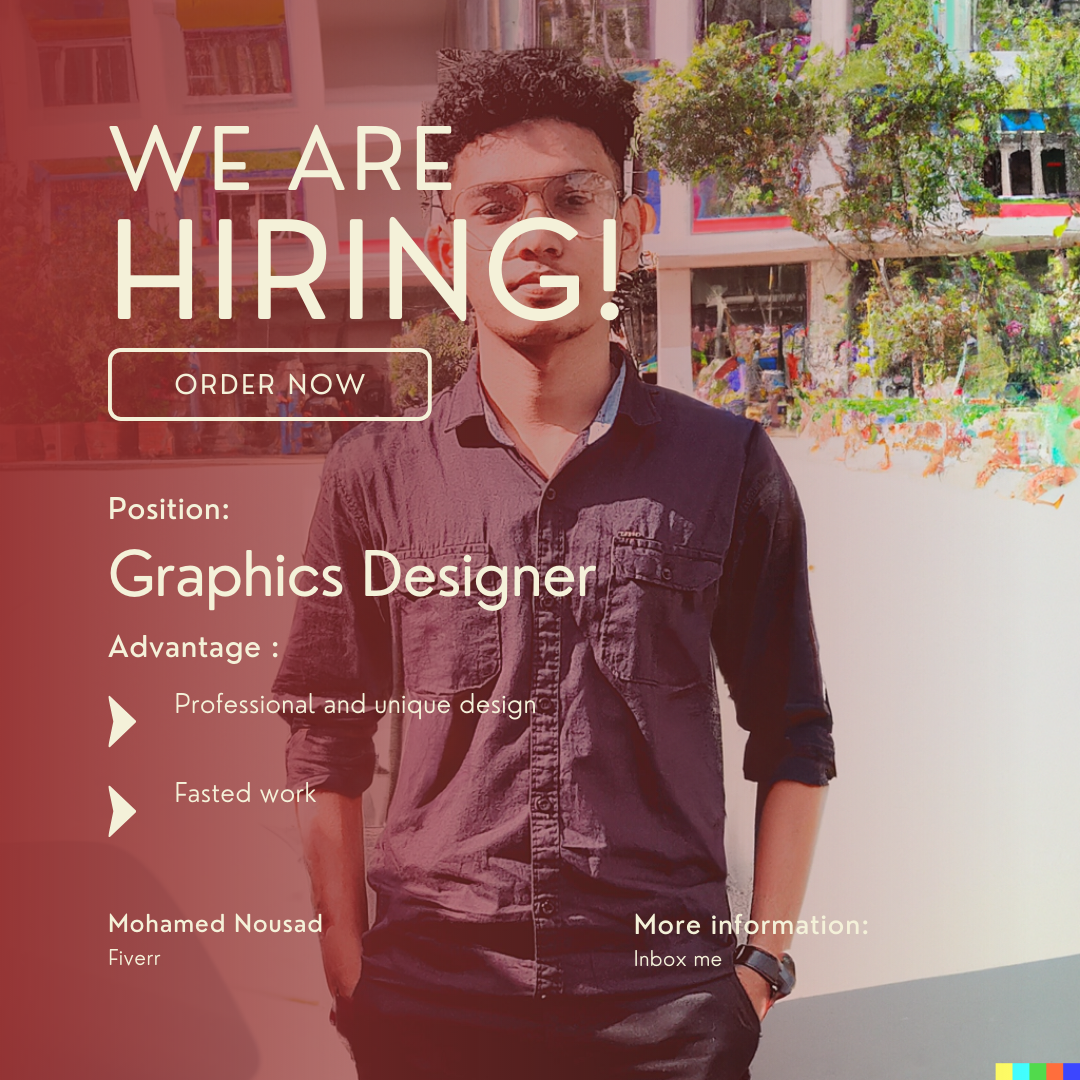 WE ARE
HIRING!
ORDER NOW
Position:
Graphics Designer
Advantage :
Professional and unique design
Fasted work
Mohamed Nousad
Fiverr
More information:
Inbox me